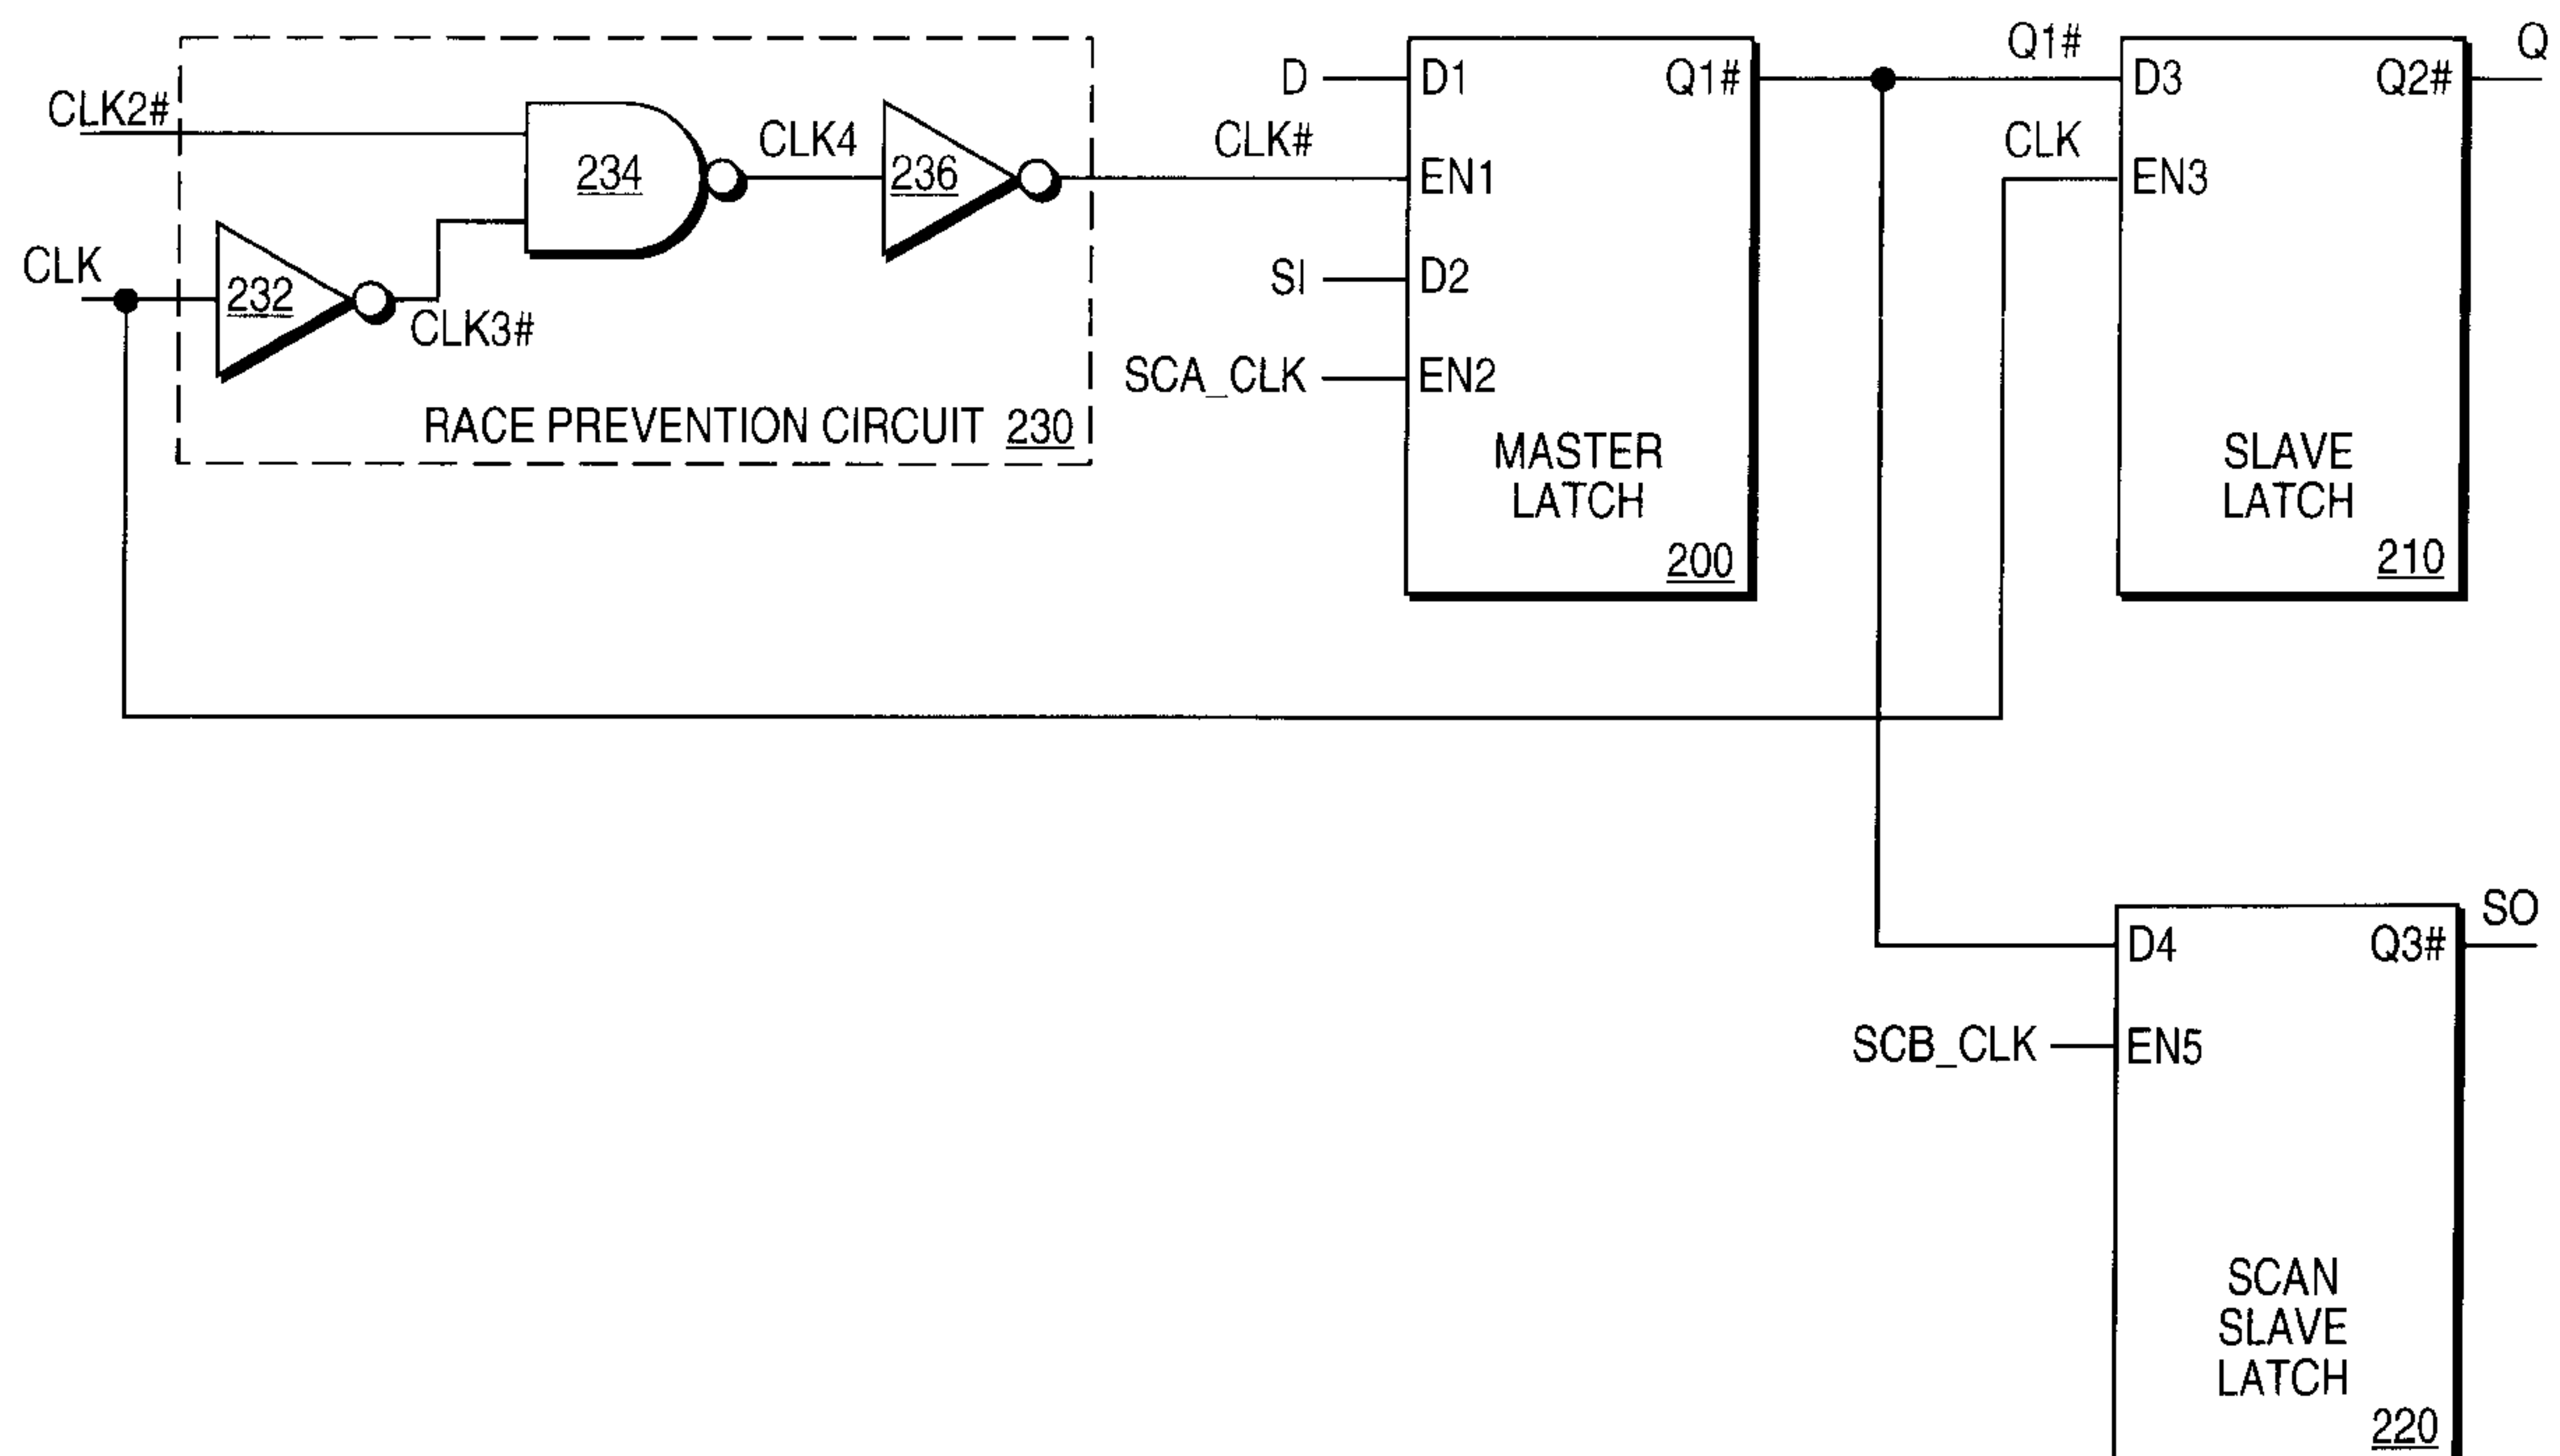 CLK2#
CLK
232
CLK3#
234
CLK4
236
RACE PREVENTION CIRCUIT 230
CLK#
D
SI
SCA_CLK
D1
Q1#
EN1
D2
EN2
MASTER
LATCH
200
Q1#
CLK
D3
Q2#
EN3
SLAVE
LATCH
210
Q
SCB_CLK
D4
Q3#
EN5
SCAN
SLAVE
LATCH
220
SO